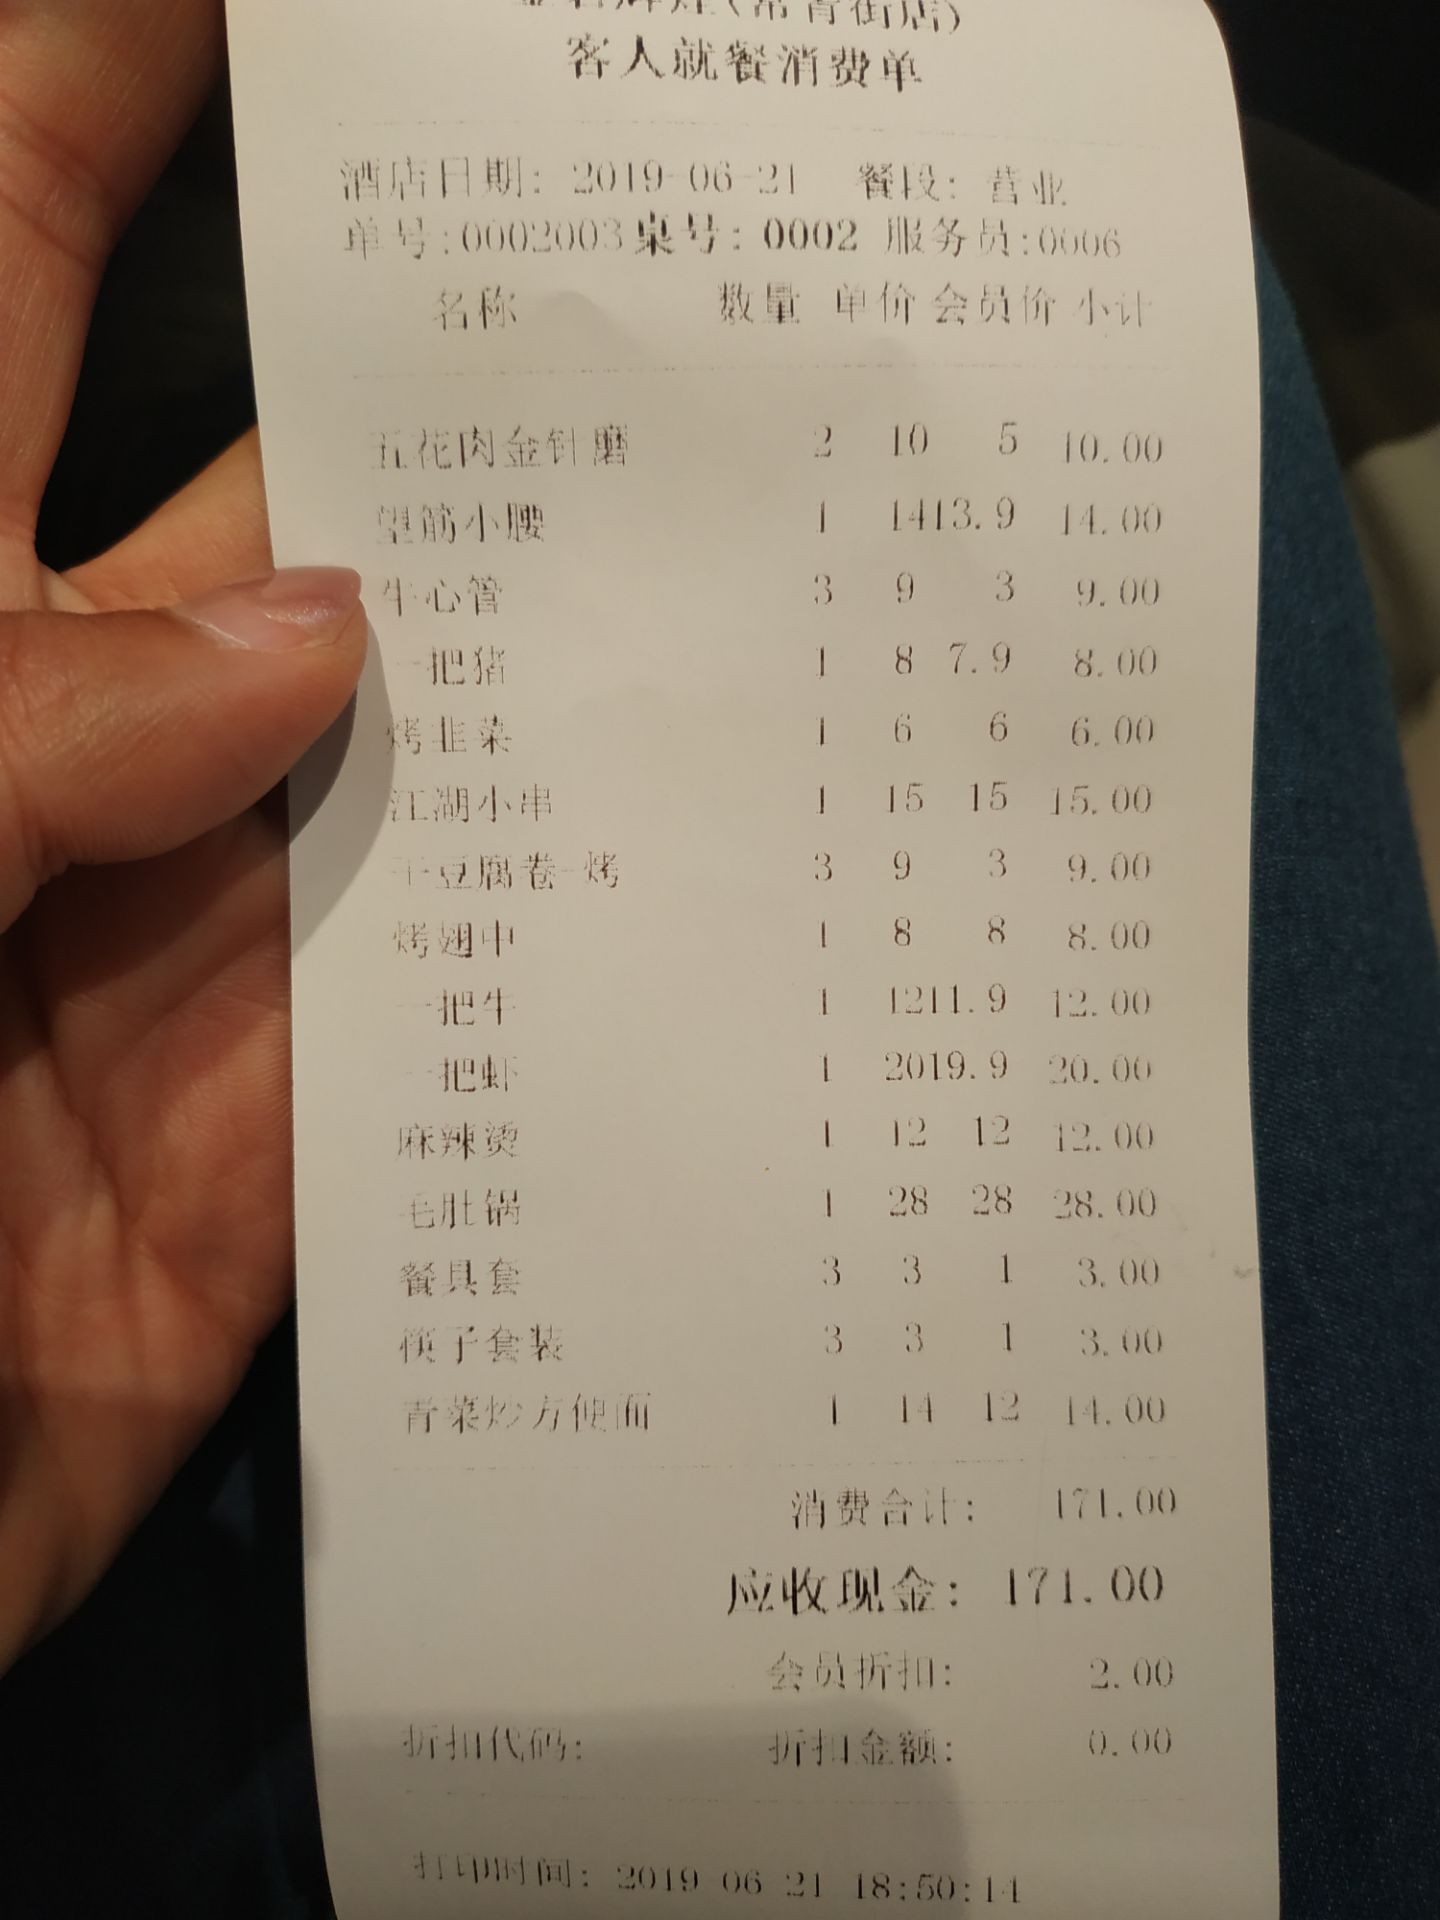 (常青街店)
客人就餐消费单
酒店日期: 2019-06-21 餐段: 营业
单号:0002003 桌号: 0002 服务员:0006
名称 数量 单价 会员价 小计
五花肉金针磨 2 10 5 10.00
望筋小腰 1 14 13.9 14.00
牛心管 3 9 3 9.00
一把猪 1 8 7.9 8.00
烤韭菜 1 6 6 6.00
江湖小串 1 15 15 15.00
干豆腐卷-烤 3 9 3 9.00
烤翅中 1 8 8 8.00
一把牛 1 12 11.9 12.00
一把虾 1 20 19.9 20.00
麻辣烫 1 12 12 12.00
毛肚锅 1 28 28 28.00
餐具套 3 3 1 3.00
筷子套装 3 3 1 3.00
青菜炒方便面 1 14 12 14.00
消费合计: 171.00
应收现金: 171.00
会员折扣: 2.00
折扣代码: 折扣金额: 0.00
打印时间: 2019-06-21 18:50:14